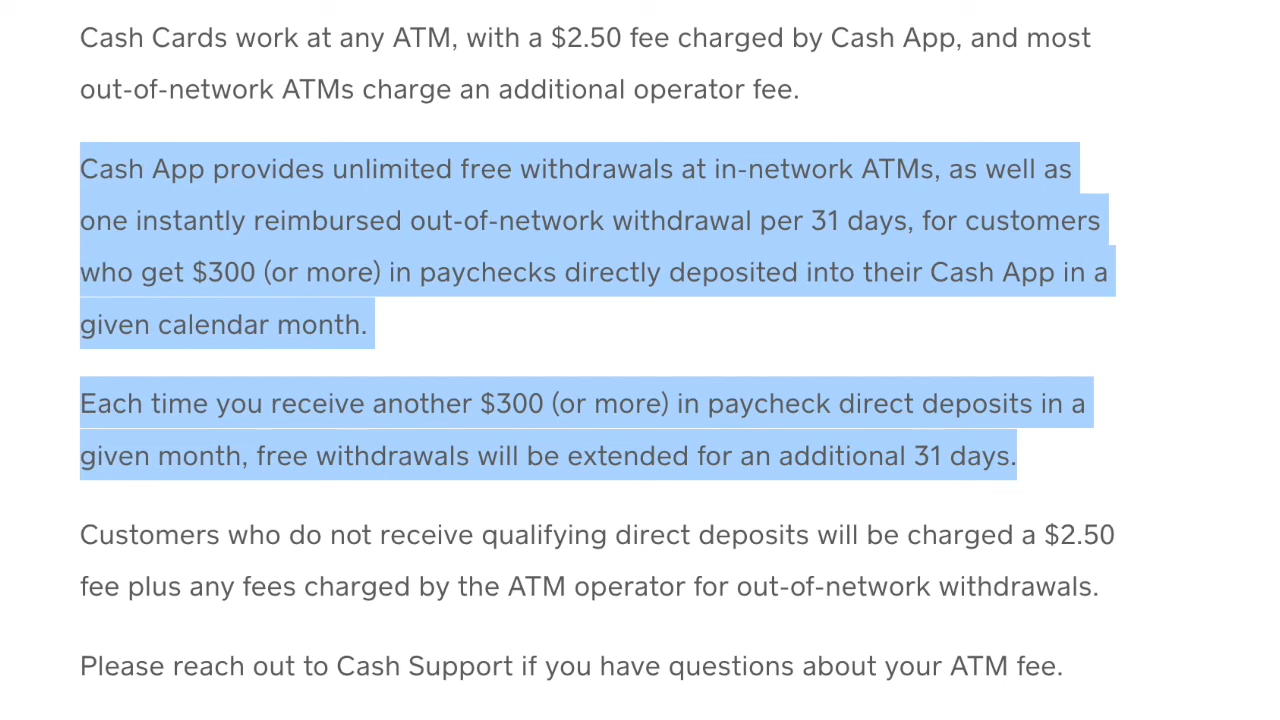 Cash Cards work at any ATM, with a $2.50 fee charged by Cash App, and most
out-of-network ATMs charge an additional operator fee.
Cash App provides unlimited free withdrawals at in-network ATMs, as well as
one instantly reimbursed out-of-network withdrawal per 31 days, for customers
who get $300 (or more) in paychecks directly deposited into their Cash App in a
given calendar month.
Each time you receive another $300 (or more) in paycheck direct deposits in a
given month, free withdrawals will be extended for an additional 31 days.
Customers who do not receive qualifying direct deposits will be charged a $2.50
fee plus any fees charged by the ATM operator for out-of-network withdrawals.
Please reach out to Cash Support if you have questions about your ATM fee.